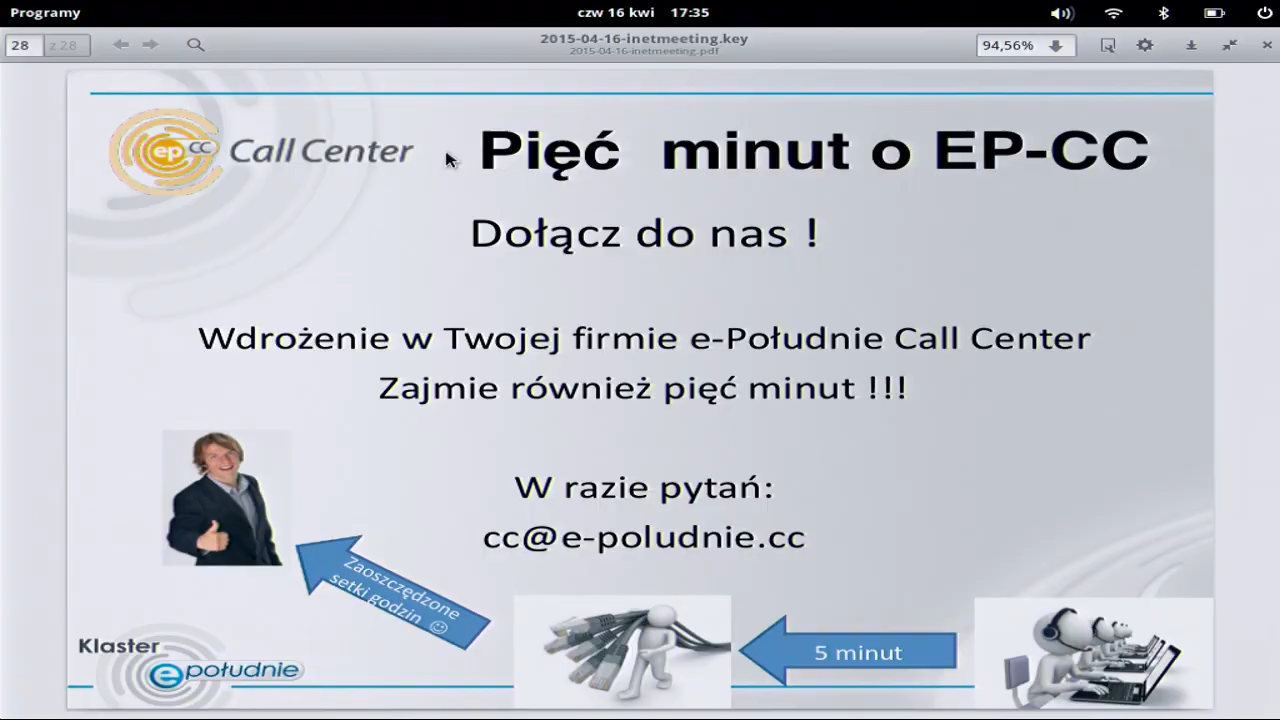 Programy
czw 16 kwi 17:35
28 z 28
2015-04-16-inetmeeting.key
2015-04-16-inetmeeting.pdf
94,56%
ep CC Call Center
Pięć minut o EP-CC
Dołącz do nas !
Wdrożenie w Twojej firmie e-Południe Call Center
Zajmie również pięć minut !!!
W razie pytań:
cc@e-poludnie.cc
Zaoszczędzone
setki godzin ☺
5 minut
Klaster
e południe